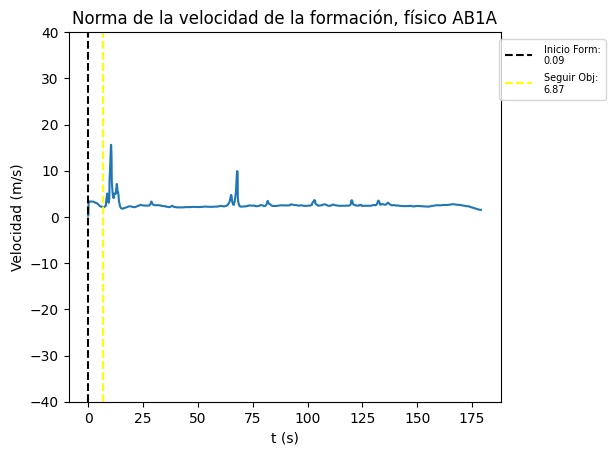 Norma de la velocidad de la formación, físico AB1A
Inicio Form:
0.09
Seguir Obj:
6.87
Velocidad (m/s)
40
30
20
10
0
−10
−20
−30
−40
0 25 50 75 100 125 150 175
t (s)